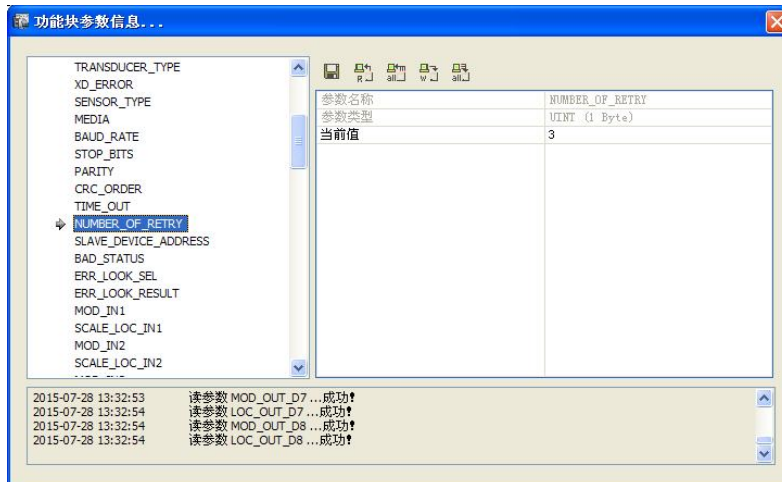 功能块参数信息...
TRANSDUCER_TYPE
XD_ERROR
SENSOR_TYPE
MEDIA
BAUD_RATE
STOP_BITS
PARITY
CRC_ORDER
TIME_OUT
NUMBER_OF_RETRY
SLAVE_DEVICE_ADDRESS
BAD_STATUS
ERR_LOOK_SEL
ERR_LOOK_RESULT
MOD_IN1
SCALE_LOC_IN1
MOD_IN2
SCALE_LOC_IN2
R all w all
参数名称 NUMBER_OF_RETRY
参数类型 UINT (1 Byte)
当前值 3
2015-07-28 13:32:53 读参数 MOD_OUT_D7 ...成功!
2015-07-28 13:32:54 读参数 LOC_OUT_D7 ...成功!
2015-07-28 13:32:54 读参数 MOD_OUT_D8 ...成功!
2015-07-28 13:32:54 读参数 LOC_OUT_D8 ...成功!